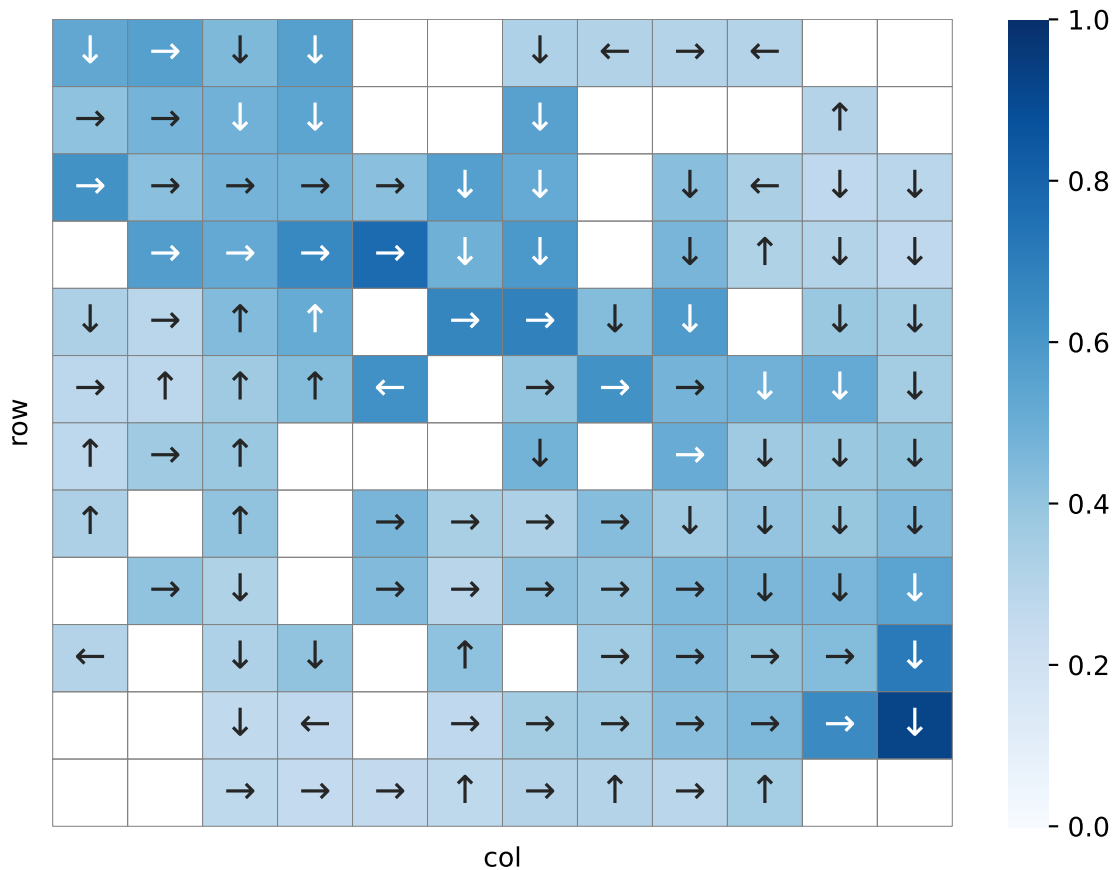 ↓ → ↓ ↓ ↓ ← → ←
→ → ↓ ↓ ↓ ↑
→ → → → → ↓ ↓ ↓ ← ↓ ↓
→ → → → ↓ ↓ ↓ ↑ ↓ ↓
↓ → ↑ ↑ → → ↓ ↓ ↓ ↓
→ ↑ ↑ ↑ ← → → → ↓ ↓ ↓
↑ → ↑ ↓ → ↓ ↓ ↓
↑ ↑ → → → → ↓ ↓ ↓ ↓
→ ↓ → → → → → ↓ ↓ ↓
← ↓ ↓ ↑ → → → → ↓
↓ ← → → → → → → ↓
→ → → ↑ → ↑ → ↑
row
col
1.0
0.8
0.6
0.4
0.2
0.0